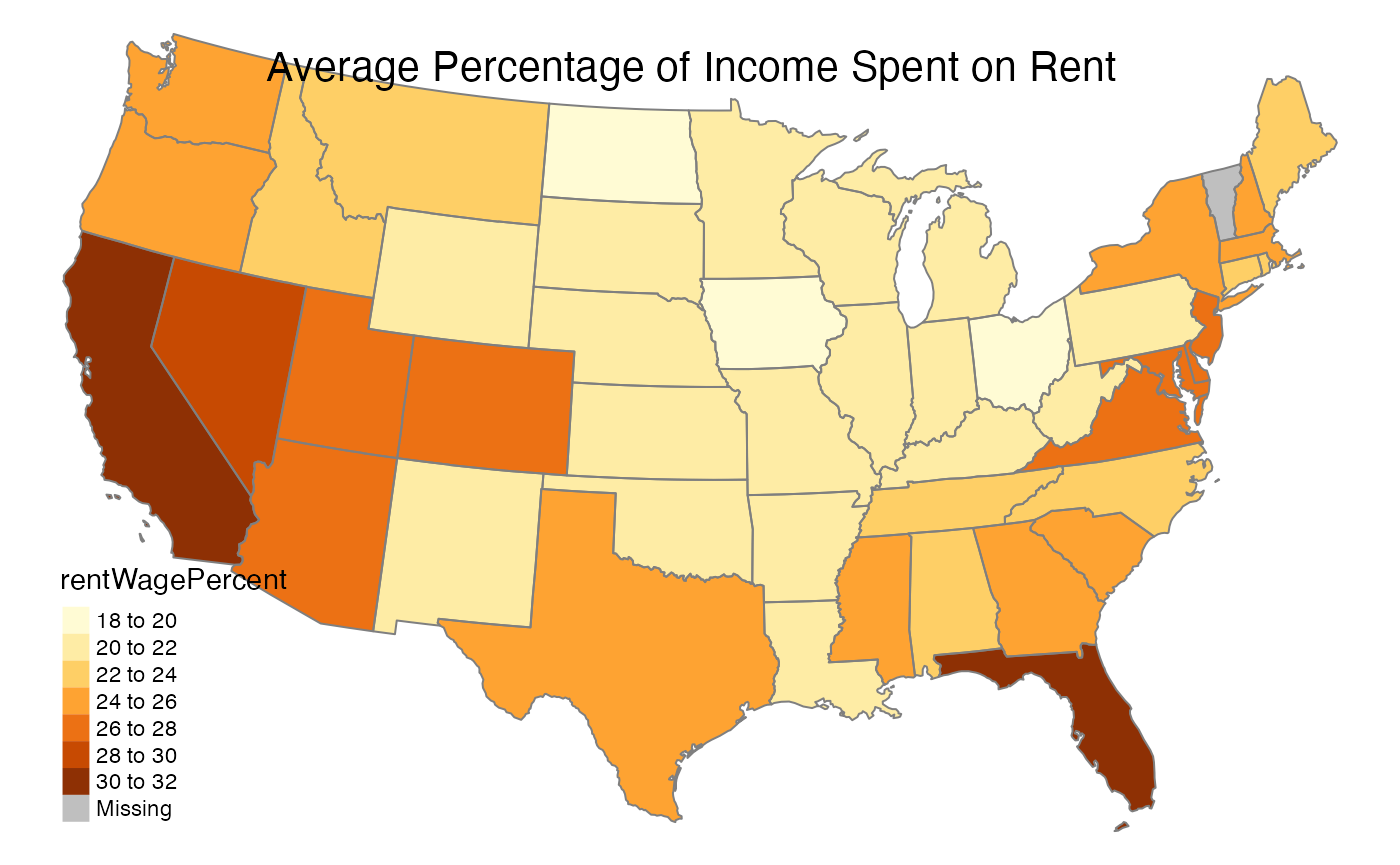 Average Percentage of Income Spent on Rent
rentWagePercent
18 to 20
20 to 22
22 to 24
24 to 26
26 to 28
28 to 30
30 to 32
Missing